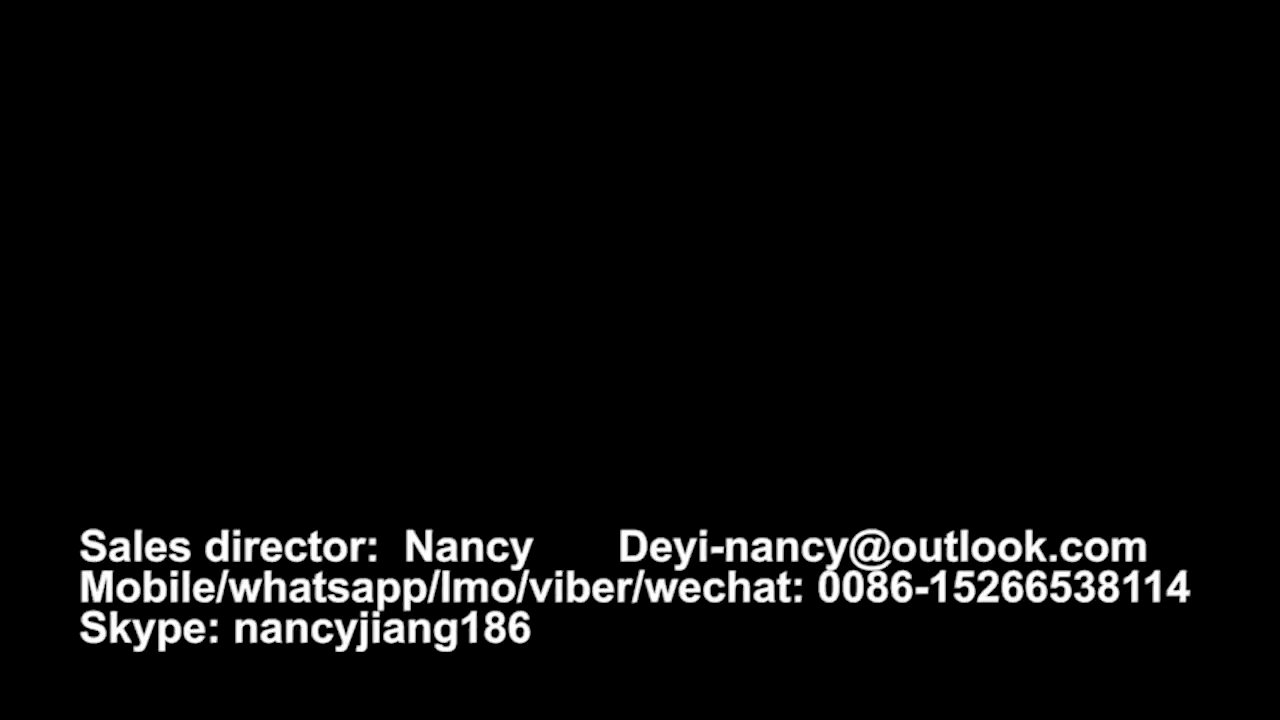 Sales director: Nancy Deyi-nancy@outlook.com
Mobile/whatsapp/Imo/viber/wechat: 0086-15266538114
Skype: nancyjiang186